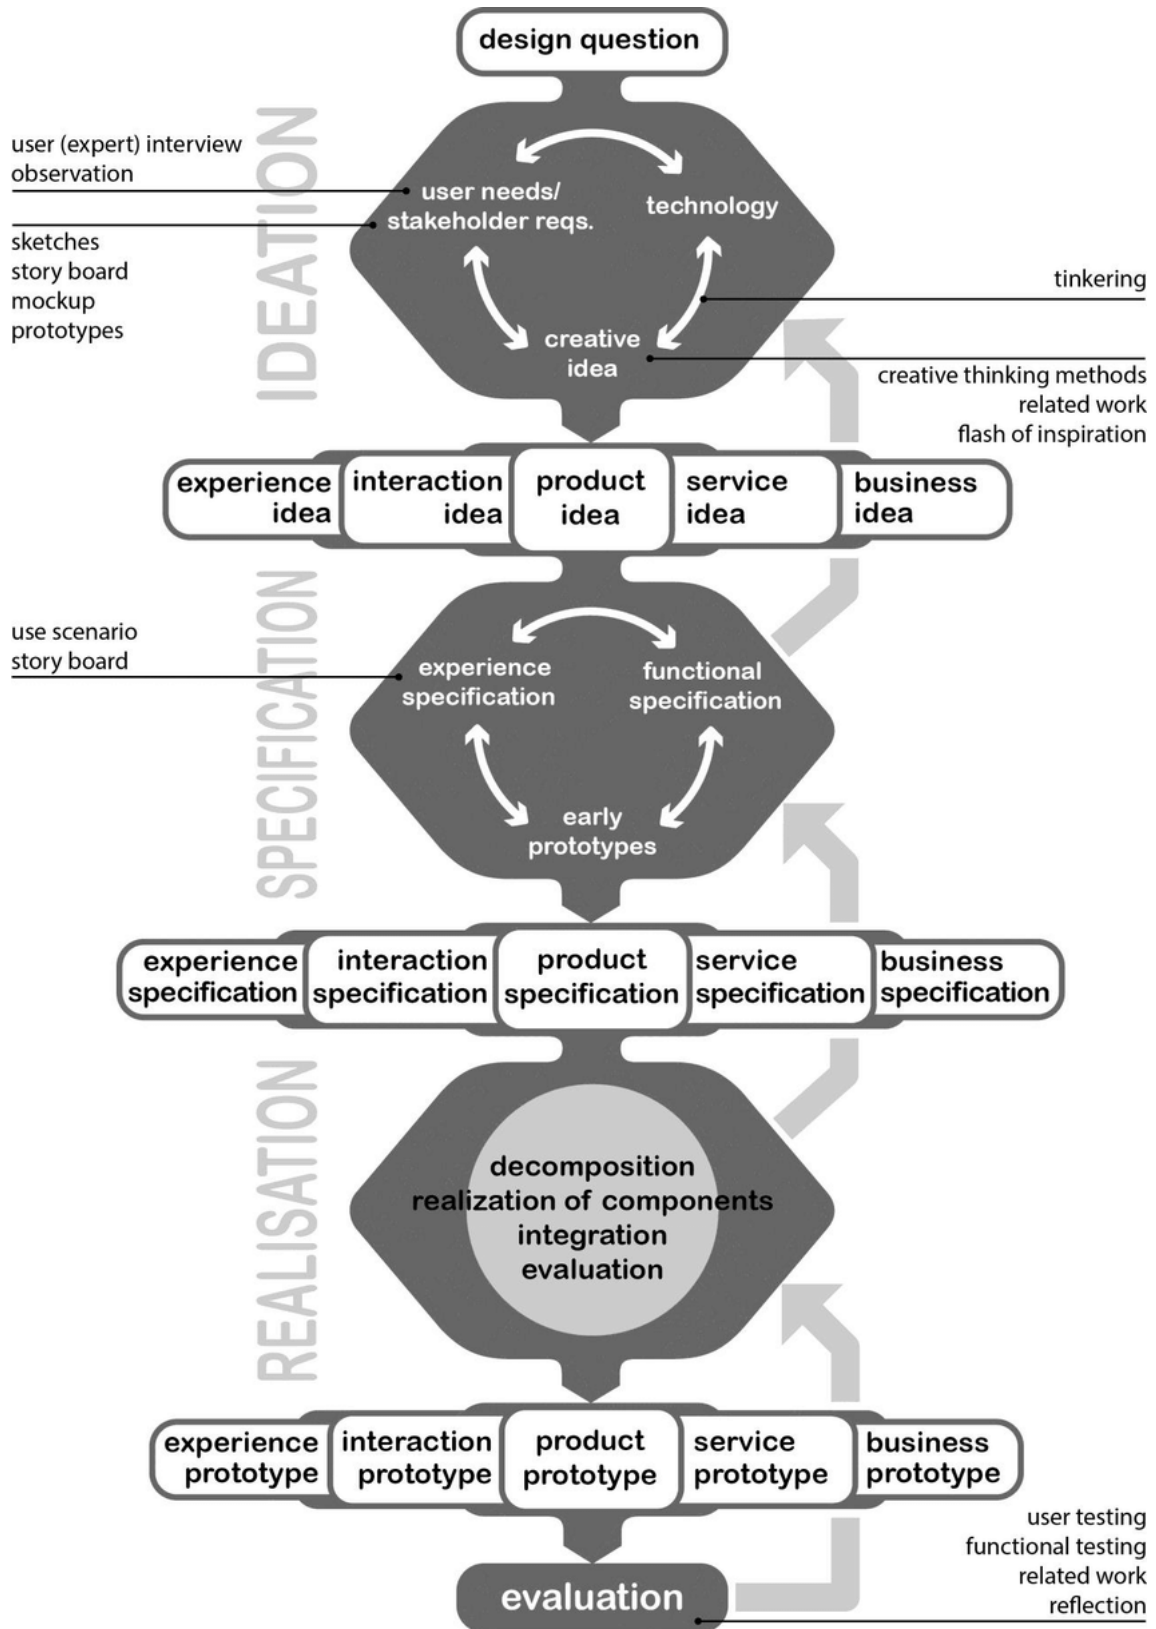 design question
IDEATION
user (expert) interview
observation
sketches
story board
mockup
prototypes
user needs/
stakeholder reqs.
technology
creative
idea
tinkering
creative thinking methods
related work
flash of inspiration
experience
idea
interaction
idea
product
idea
service
idea
business
idea
SPECIFICATION
use scenario
story board
experience
specification
functional
specification
early
prototypes
experience
specification
interaction
specification
product
specification
service
specification
business
specification
REALISATION
decomposition
realization of components
integration
evaluation
experience
prototype
interaction
prototype
product
prototype
service
prototype
business
prototype
evaluation
user testing
functional testing
related work
reflection